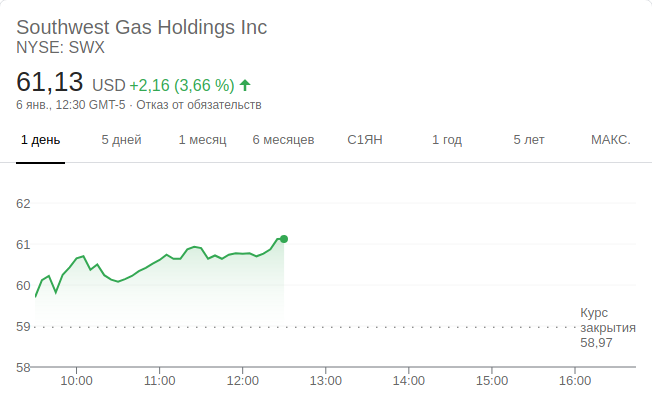 Southwest Gas Holdings Inc
NYSE: SWX
61,13 USD +2,16 (3,66 %)
6 янв., 12:30 GMT-5 · Отказ от обязательств
1 день 5 дней 1 месяц 6 месяцев С1ЯН 1 год 5 лет МАКС.
62
61
60
59
58
Курс
закрытия
58,97
10:00 11:00 12:00 13:00 14:00 15:00 16:00